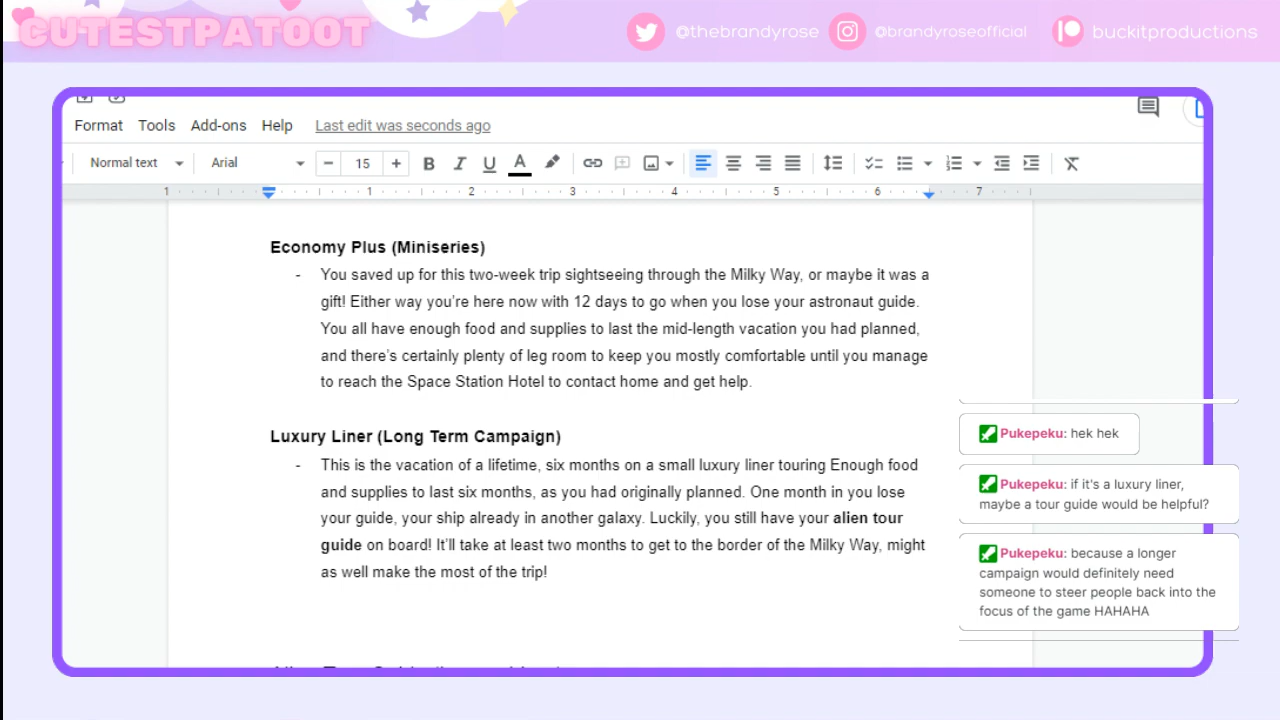 CUTESTPATOOT
@thebrandyrose
@brandyroseofficial
buckitproductions
Format Tools Add-ons Help Last edit was seconds ago
Normal text Arial 15 B I U A
1 1 2 3 4 5 6 7
Economy Plus (Miniseries)
- You saved up for this two-week trip sightseeing through the Milky Way, or maybe it was a
gift! Either way you're here now with 12 days to go when you lose your astronaut guide.
You all have enough food and supplies to last the mid-length vacation you had planned,
and there's certainly plenty of leg room to keep you mostly comfortable until you manage
to reach the Space Station Hotel to contact home and get help.
Luxury Liner (Long Term Campaign)
- This is the vacation of a lifetime, six months on a small luxury liner touring Enough food
and supplies to last six months, as you had originally planned. One month in you lose
your guide, your ship already in another galaxy. Luckily, you still have your alien tour
guide on board! It'll take at least two months to get to the border of the Milky Way, might
as well make the most of the trip!
Pukepeku: hek hek
Pukepeku: if it's a luxury liner,
maybe a tour guide would be helpful?
Pukepeku: because a longer
campaign would definitely need
someone to steer people back into the
focus of the game HAHAHA